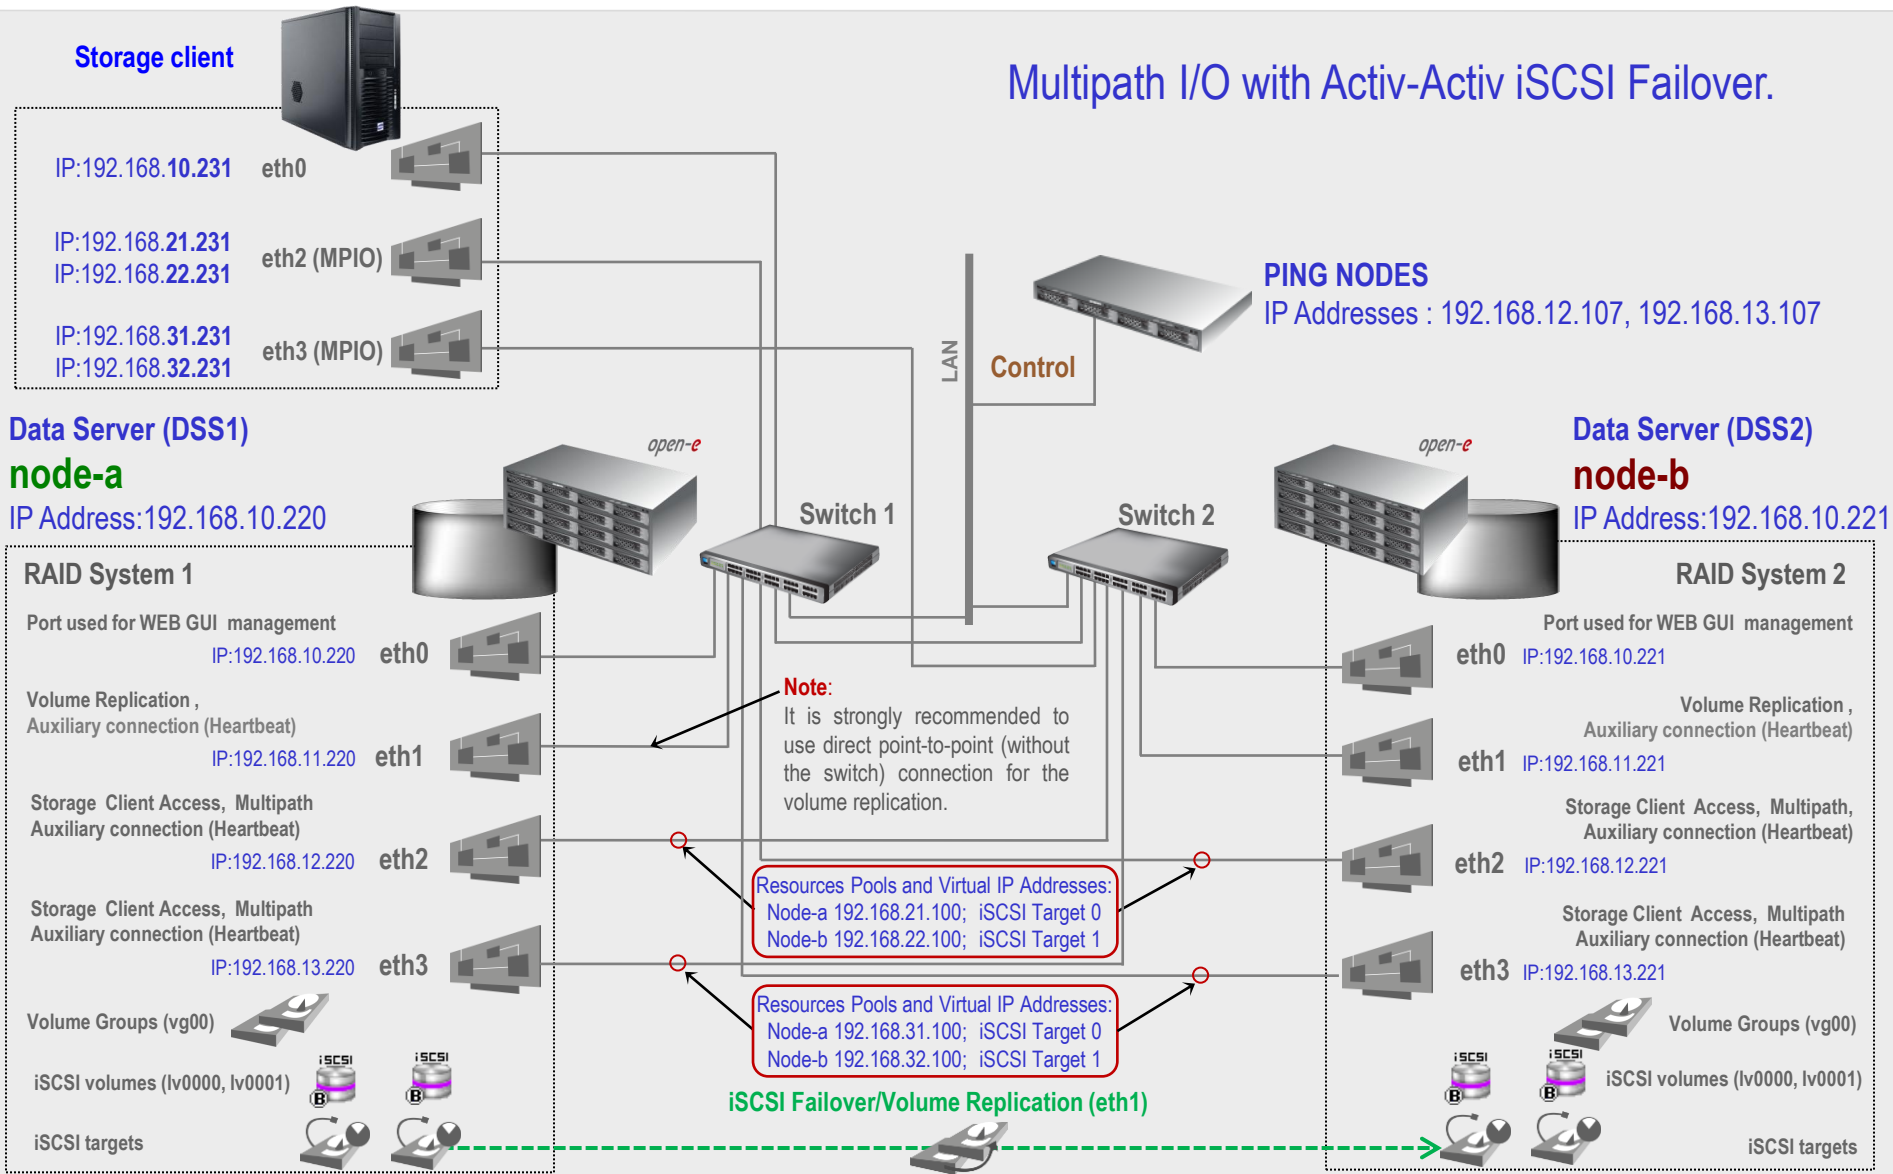 Storage client
Multipath I/O with Activ-Activ iSCSI Failover.
IP:192.168.10.231 eth0
IP:192.168.21.231
IP:192.168.22.231
eth2 (MPIO)
IP:192.168.31.231
IP:192.168.32.231
eth3 (MPIO)
PING NODES
IP Addresses : 192.168.12.107, 192.168.13.107
LAN
Control
Data Server (DSS1)
node-a
IP Address:192.168.10.220
open-e
Switch 1
Switch 2
open-e
Data Server (DSS2)
node-b
IP Address:192.168.10.221
RAID System 1
Port used for WEB GUI management
IP:192.168.10.220 eth0
Volume Replication ,
Auxiliary connection (Heartbeat)
IP:192.168.11.220 eth1
Storage Client Access, Multipath
Auxiliary connection (Heartbeat)
IP:192.168.12.220 eth2
Storage Client Access, Multipath
Auxiliary connection (Heartbeat)
IP:192.168.13.220 eth3
Volume Groups (vg00)
iSCSI volumes (lv0000, lv0001)
iSCSI
B
iSCSI
B
iSCSI targets
Note:
It is strongly recommended to
use direct point-to-point (without
the switch) connection for the
volume replication.
Resources Pools and Virtual IP Addresses:
Node-a 192.168.21.100; iSCSI Target 0
Node-b 192.168.22.100; iSCSI Target 1
Resources Pools and Virtual IP Addresses:
Node-a 192.168.31.100; iSCSI Target 0
Node-b 192.168.32.100; iSCSI Target 1
iSCSI Failover/Volume Replication (eth1)
RAID System 2
Port used for WEB GUI management
eth0 IP:192.168.10.221
Volume Replication ,
Auxiliary connection (Heartbeat)
eth1 IP:192.168.11.221
Storage Client Access, Multipath,
Auxiliary connection (Heartbeat)
eth2 IP:192.168.12.221
Storage Client Access, Multipath
Auxiliary connection (Heartbeat)
eth3 IP:192.168.13.221
Volume Groups (vg00)
iSCSI
B
iSCSI
B
iSCSI volumes (lv0000, lv0001)
iSCSI targets